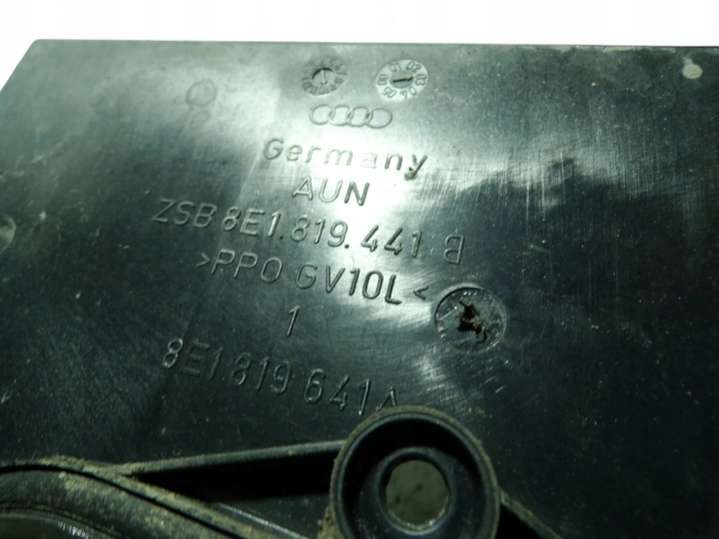 Germany
AUN
ZSB 8E1.819.441 B
>PPO GV10L<
1
8E1.819 641 A